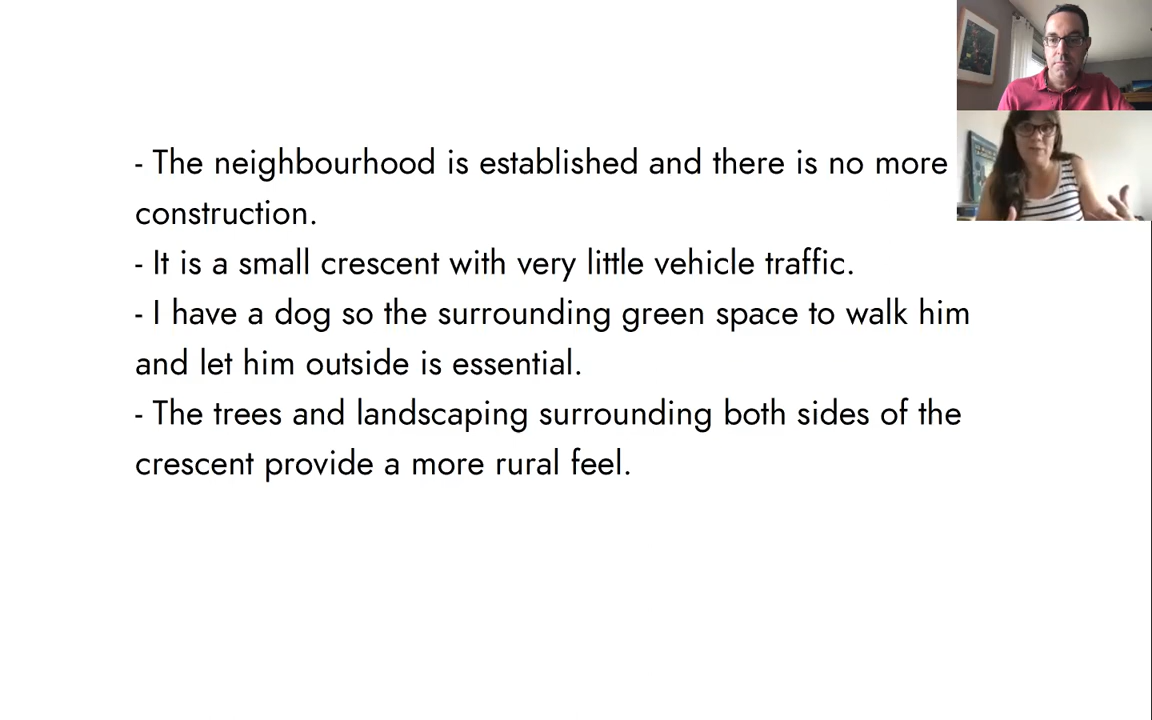 - The neighbourhood is established and there is no more
construction.
- It is a small crescent with very little vehicle traffic.
- I have a dog so the surrounding green space to walk him
and let him outside is essential.
- The trees and landscaping surrounding both sides of the
crescent provide a more rural feel.